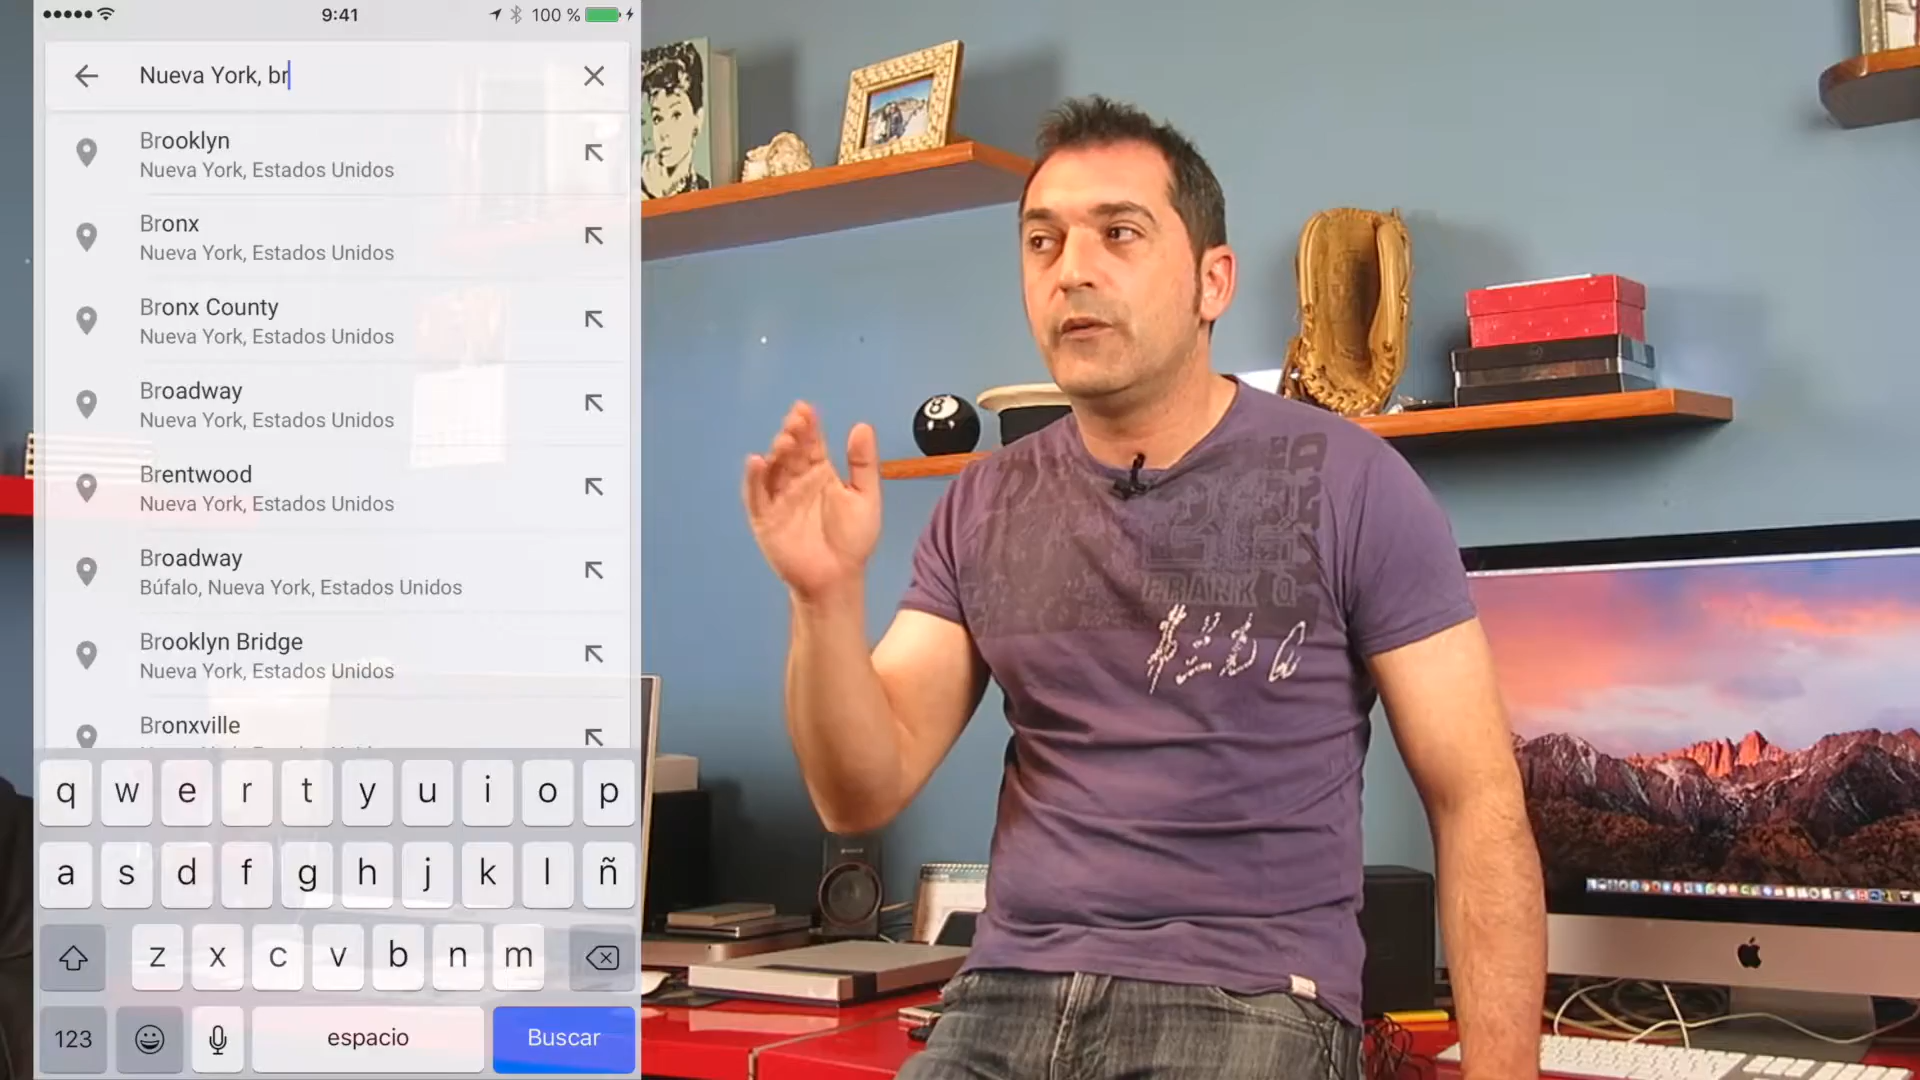 9:41
100 %
Nueva York, br
Brooklyn
Nueva York, Estados Unidos
Bronx
Nueva York, Estados Unidos
Bronx County
Nueva York, Estados Unidos
Broadway
Nueva York, Estados Unidos
Brentwood
Nueva York, Estados Unidos
Broadway
Búfalo, Nueva York, Estados Unidos
Brooklyn Bridge
Nueva York, Estados Unidos
Bronxville
q w e r t y u i o p
a s d f g h j k l ñ
z x c v b n m
123
espacio
Buscar
8
FRANK Q